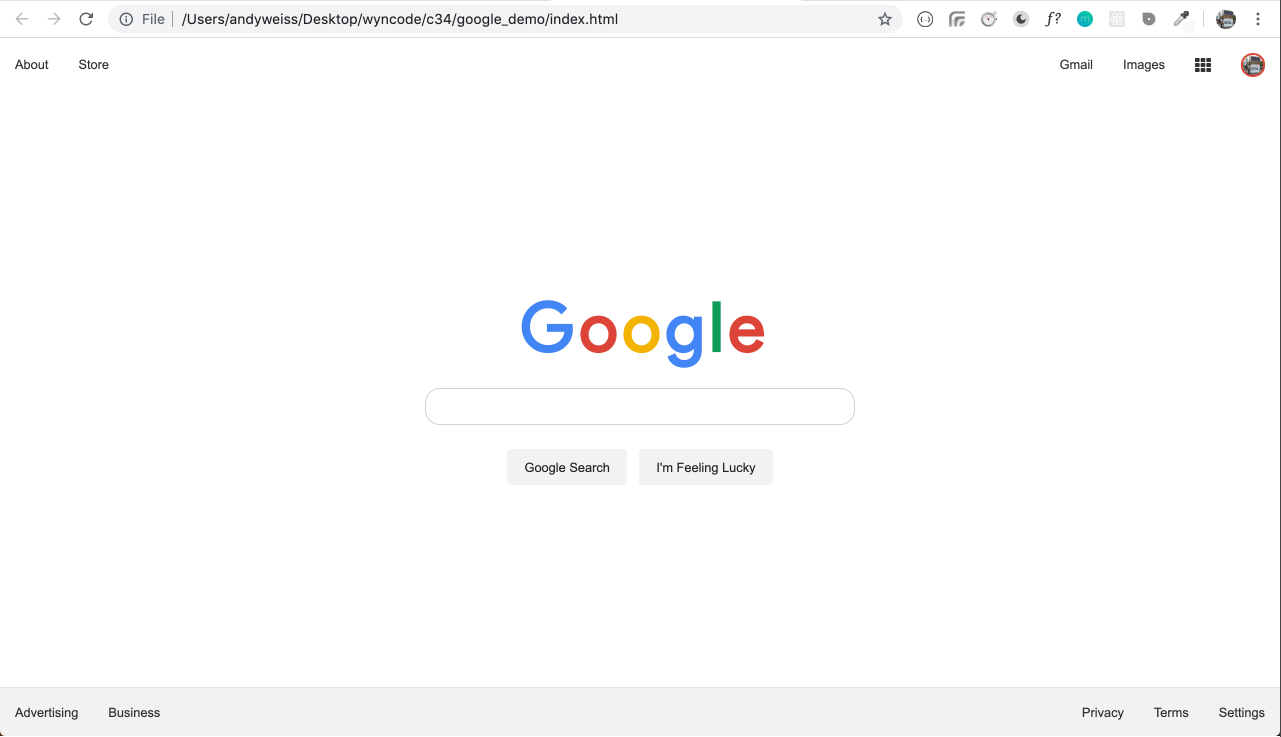 File /Users/andyweiss/Desktop/wyncode/c34/google_demo/index.html f?
About Store Gmail Images
Google
Google Search I'm Feeling Lucky
Advertising Business Privacy Terms Settings